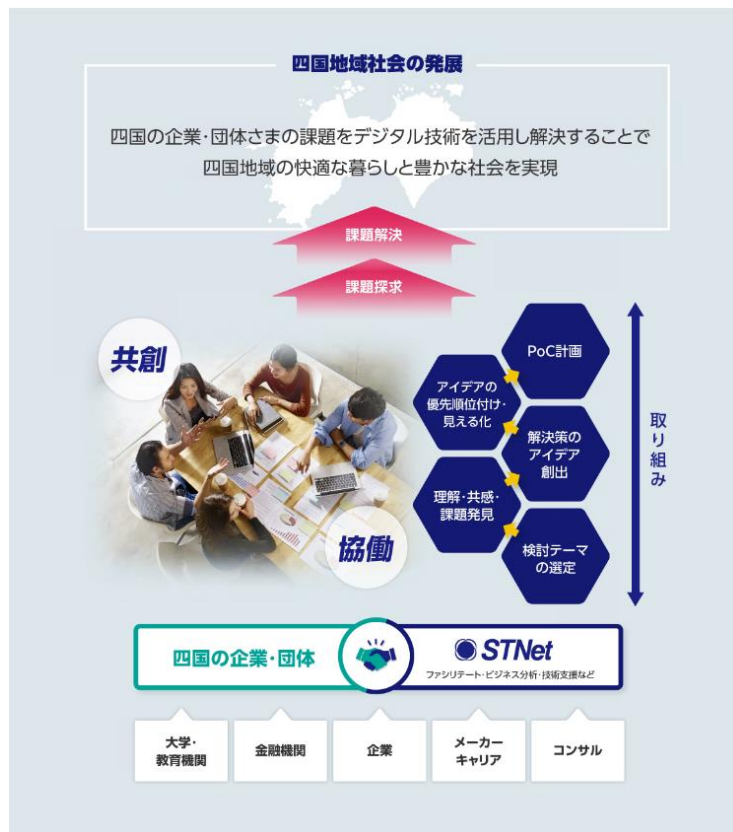 四国地域社会の発展
四国の企業・団体さまの課題をデジタル技術を活用し解決することで
四国地域の快適な暮らしと豊かな社会を実現
課題解決
課題探求
共創
協働
PoC計画
アイデアの
優先順位付け・
見える化
解決策の
アイデア
創出
理解・共感・
課題発見
検討テーマ
の選定
取り組み
四国の企業・団体
STNet
ファシリテート・ビジネス分析・技術支援など
大学・
教育機関
金融機関
企業
メーカー
キャリア
コンサル